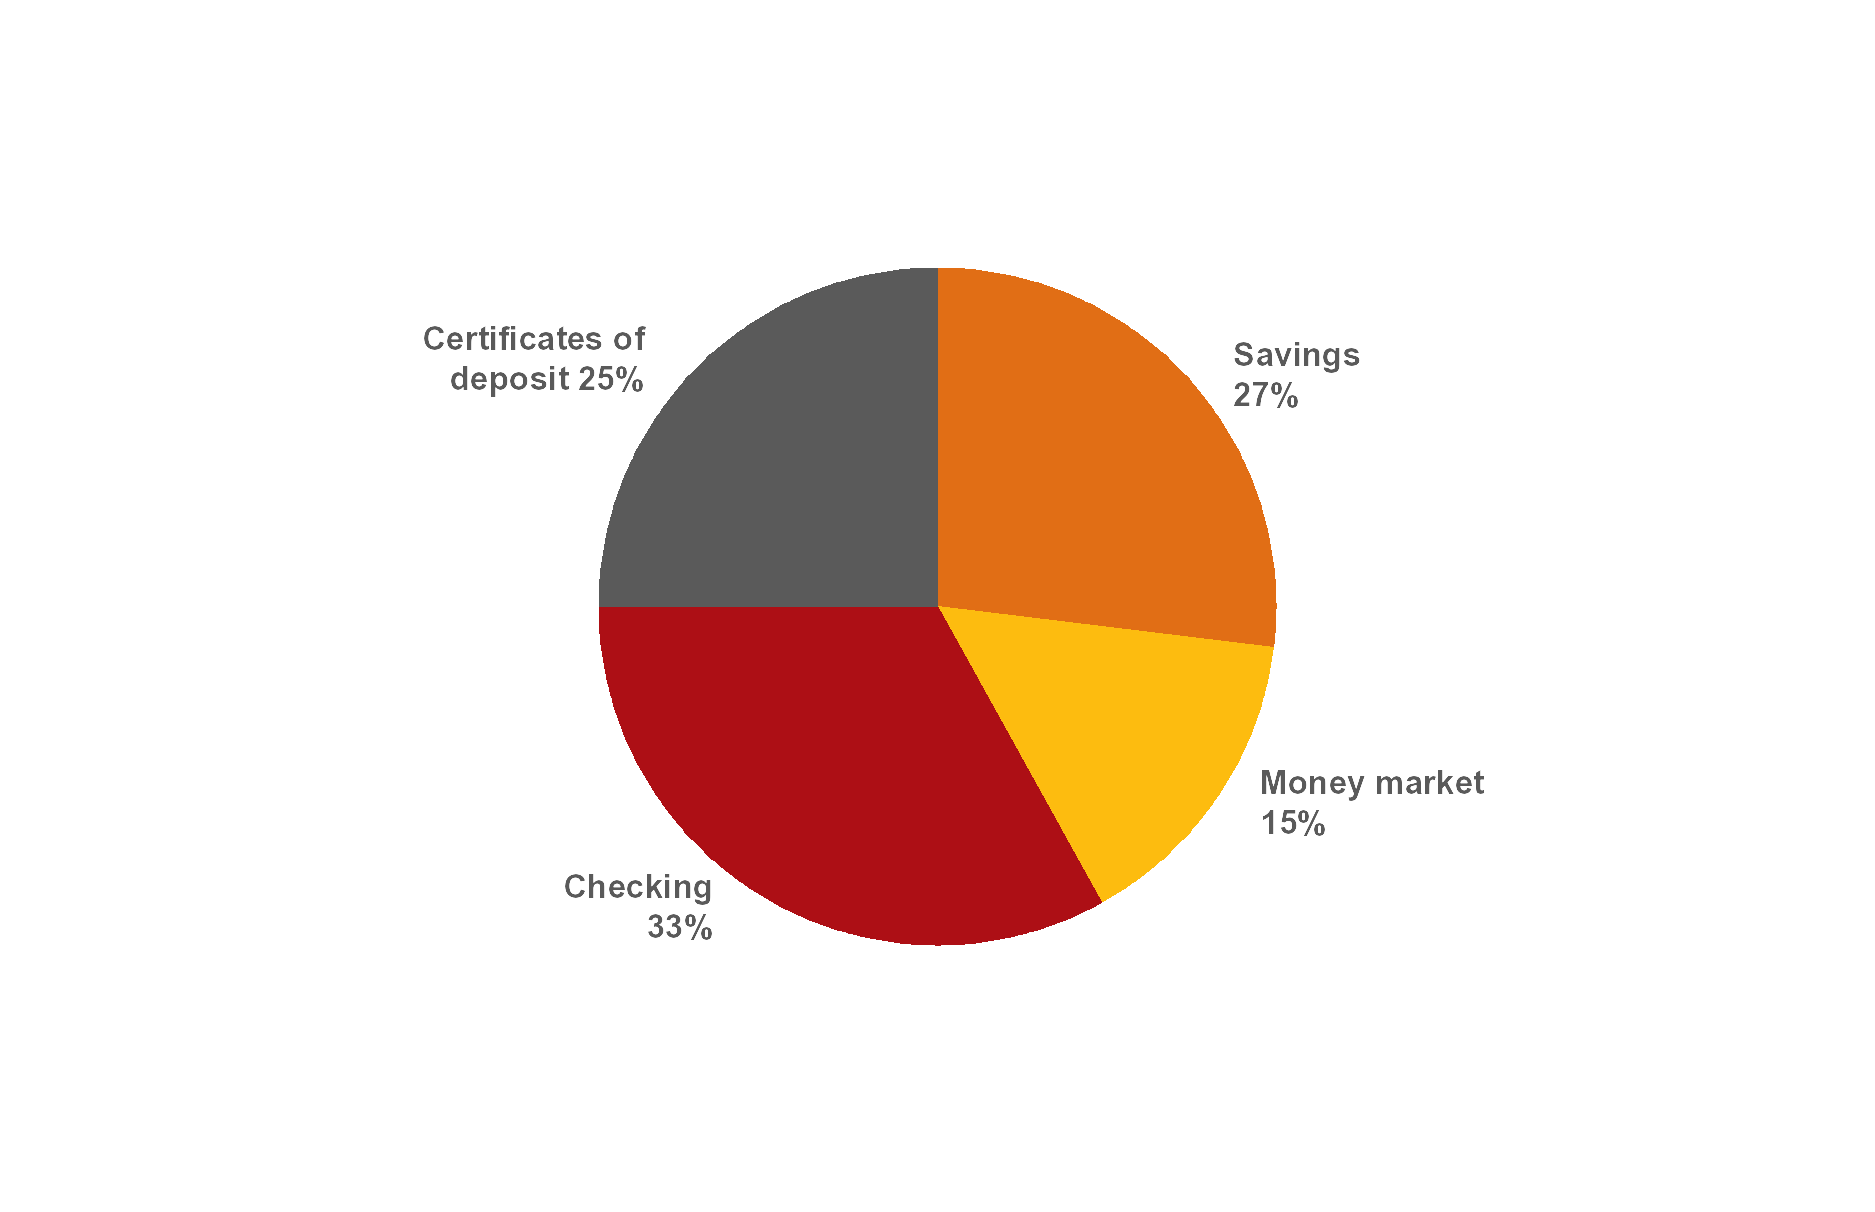 Certificates of
deposit 25%
Savings
27%
Money market
15%
Checking
33%